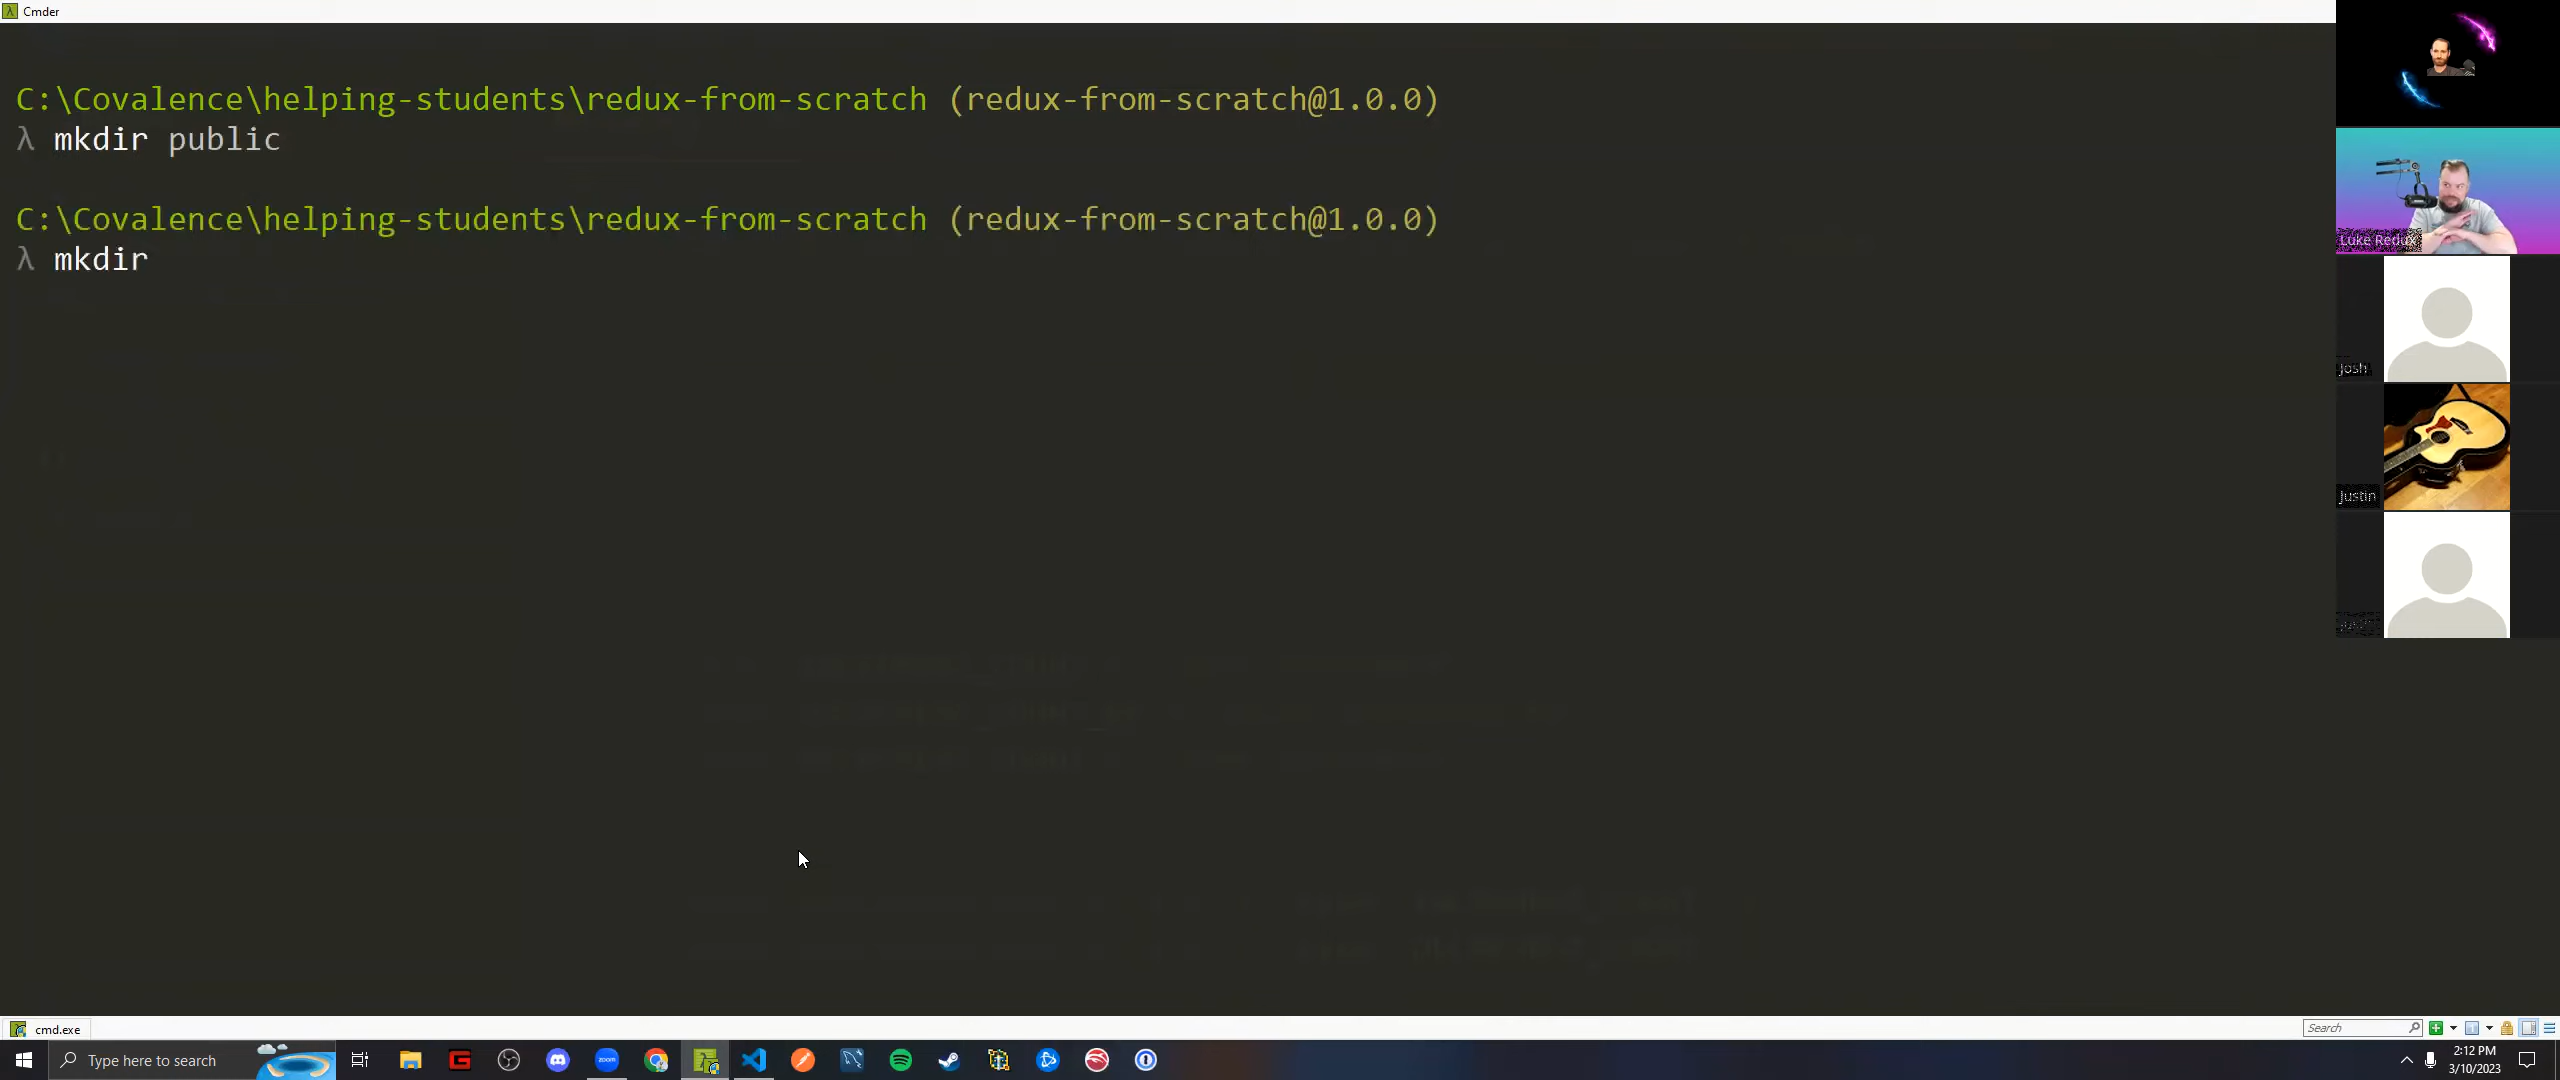 Cmder
C:\Covalence\helping-students\redux-from-scratch (redux-from-scratch@1.0.0)
λ mkdir public
C:\Covalence\helping-students\redux-from-scratch (redux-from-scratch@1.0.0)
λ mkdir
Luke Redux
Josh
Justin
cmd.exe
Search
Type here to search
zoom
2:12 PM
3/10/2023